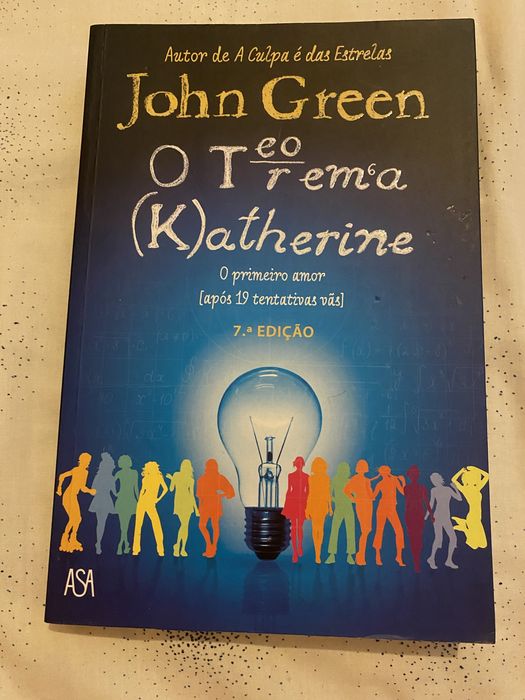 Autor de A Culpa é das Estrelas
John Green
O Teorema
(K)atherine
O primeiro amor
[após 19 tentativas vãs]
7.ª EDIÇÃO
ASA